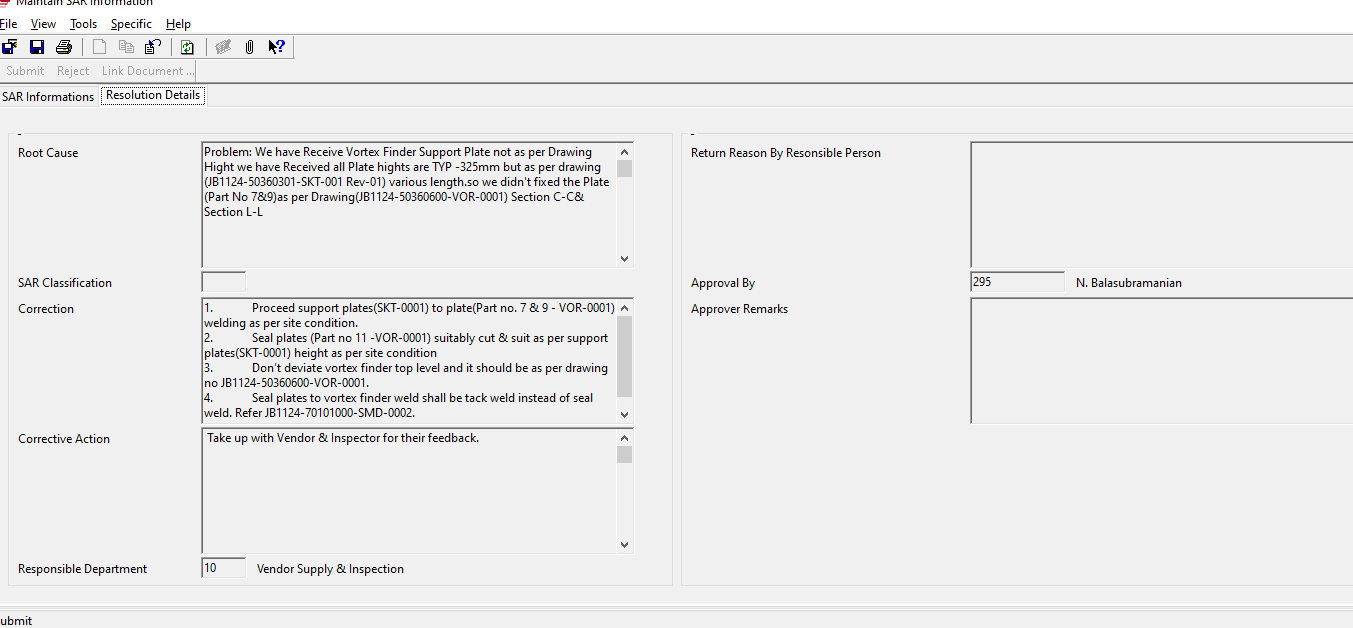 Maintain SAR Information
File View Tools Specific Help
Submit Reject Link Document ...
SAR Informations Resolution Details
Root Cause
Problem: We have Receive Vortex Finder Support Plate not as per Drawing
Hight we have Received all Plate hights are TYP -325mm but as per drawing
(JB1124-50360301-SKT-001 Rev-01) various length.so we didn't fixed the Plate
(Part No 7&9)as per Drawing(JB1124-50360600-VOR-0001) Section C-C&
Section L-L
SAR Classification
Correction
1. Proceed support plates(SKT-0001) to plate(Part no. 7 & 9 - VOR-0001)
welding as per site condition.
2. Seal plates (Part no 11 -VOR-0001) suitably cut & suit as per support
plates(SKT-0001) height as per site condition
3. Don't deviate vortex finder top level and it should be as per drawing
no JB1124-50360600-VOR-0001.
4. Seal plates to vortex finder weld shall be tack weld instead of seal
weld. Refer JB1124-70101000-SMD-0002.
Corrective Action
Take up with Vendor & Inspector for their feedback.
Responsible Department
10 Vendor Supply & Inspection
Return Reason By Resonsible Person
Approval By
295 N. Balasubramanian
Approver Remarks
ubmit